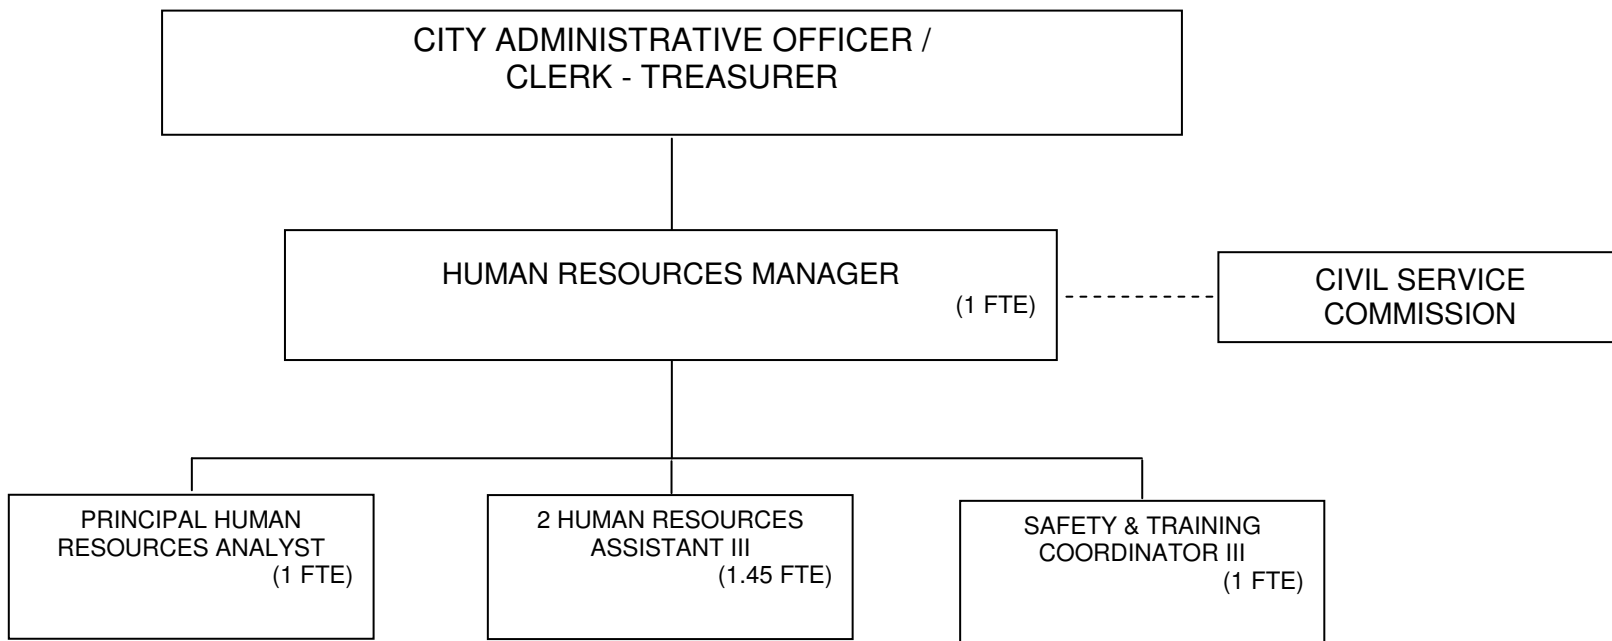 CITY ADMINISTRATIVE OFFICER /
CLERK - TREASURER
HUMAN RESOURCES MANAGER
(1 FTE)
CIVIL SERVICE
COMMISSION
PRINCIPAL HUMAN
RESOURCES ANALYST
(1 FTE)
2 HUMAN RESOURCES
ASSISTANT III
(1.45 FTE)
SAFETY & TRAINING
COORDINATOR III
(1 FTE)